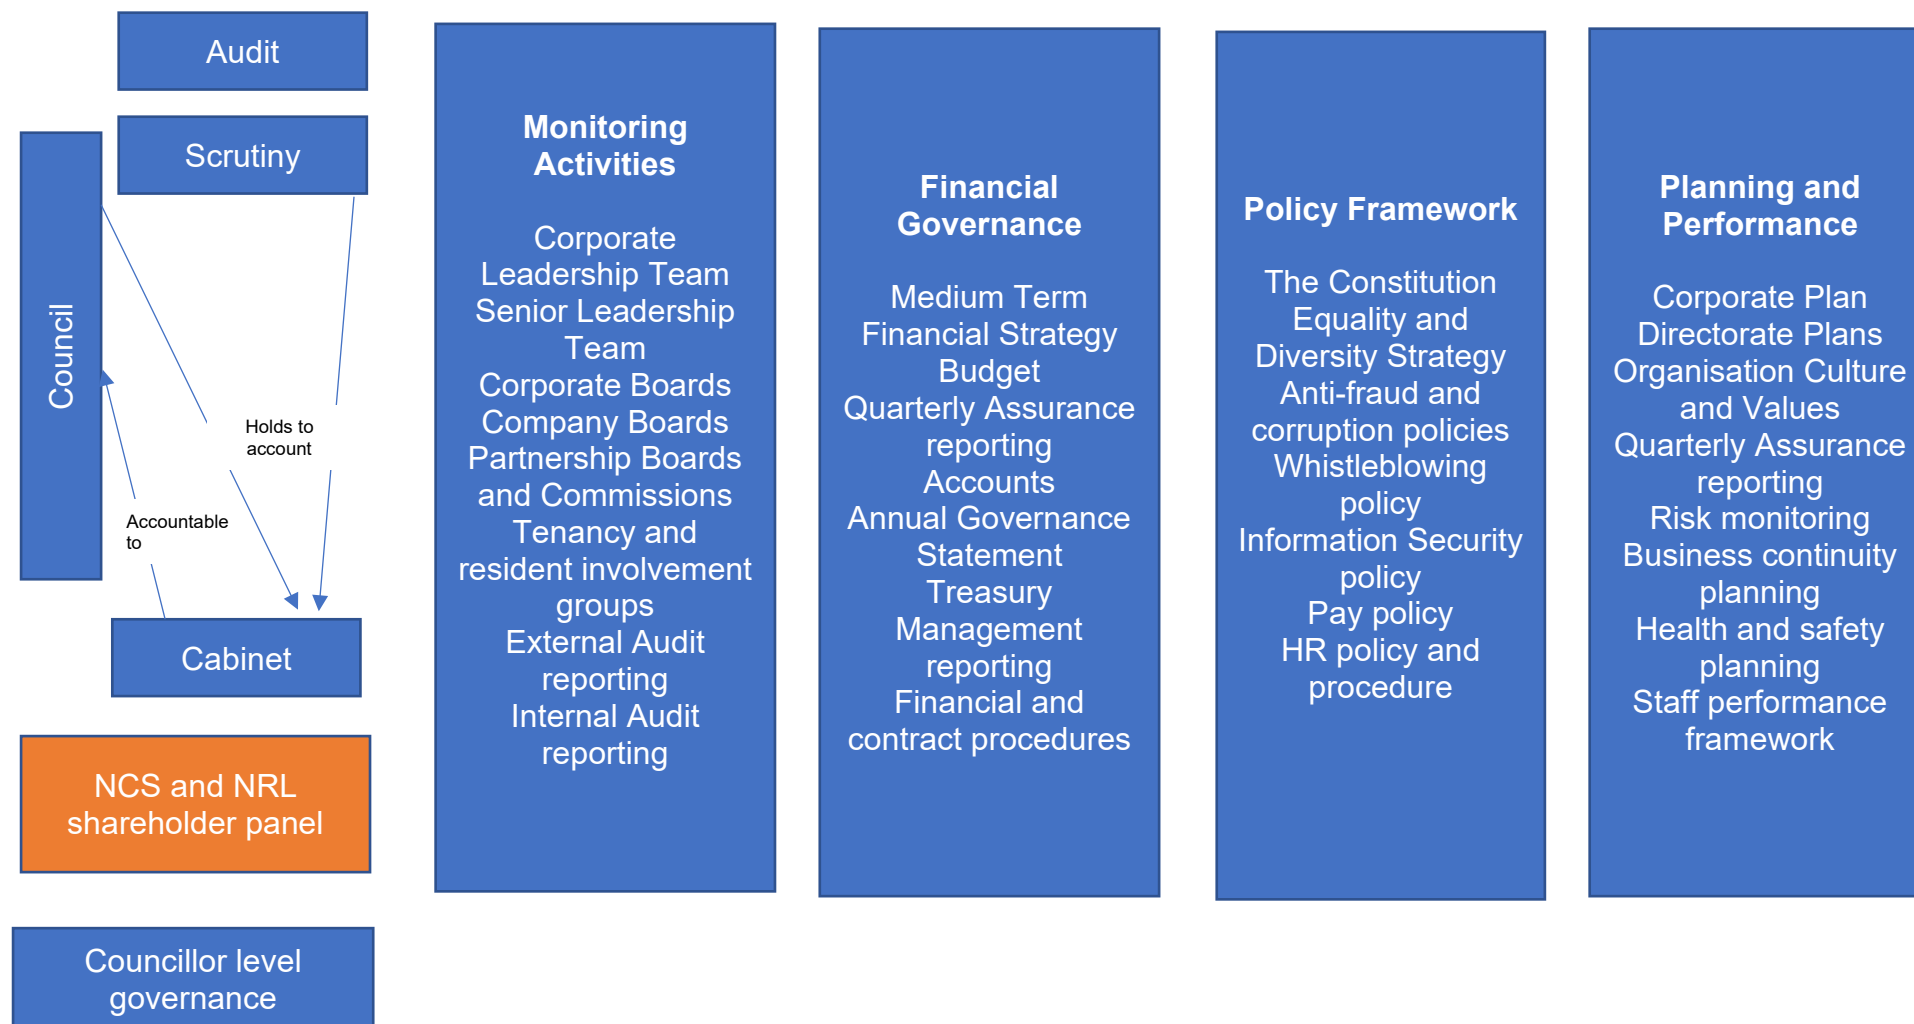 Audit
Scrutiny
Council
Holds to
account
Accountable
to
Cabinet
NCS and NRL
shareholder panel
Councillor level
governance
Monitoring
Activities
Corporate
Leadership Team
Senior Leadership
Team
Corporate Boards
Company Boards
Partnership Boards
and Commissions
Tenancy and
resident involvement
groups
External Audit
reporting
Internal Audit
reporting
Financial
Governance
Medium Term
Financial Strategy
Budget
Quarterly Assurance
reporting
Accounts
Annual Governance
Statement
Treasury
Management
reporting
Financial and
contract procedures
Policy Framework
The Constitution
Equality and
Diversity Strategy
Anti-fraud and
corruption policies
Whistleblowing
policy
Information Security
policy
Pay policy
HR policy and
procedure
Planning and
Performance
Corporate Plan
Directorate Plans
Organisation Culture
and Values
Quarterly Assurance
reporting
Risk monitoring
Business continuity
planning
Health and safety
planning
Staff performance
framework